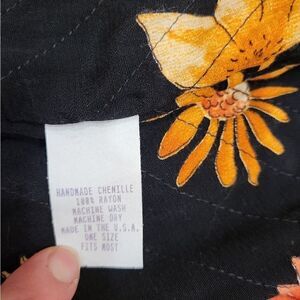 HANDMADE CHENILLE
100% RAYON
MACHINE WASH
MACHINE DRY
MADE IN THE U.S.A.
ONE SIZE
FITS MOST